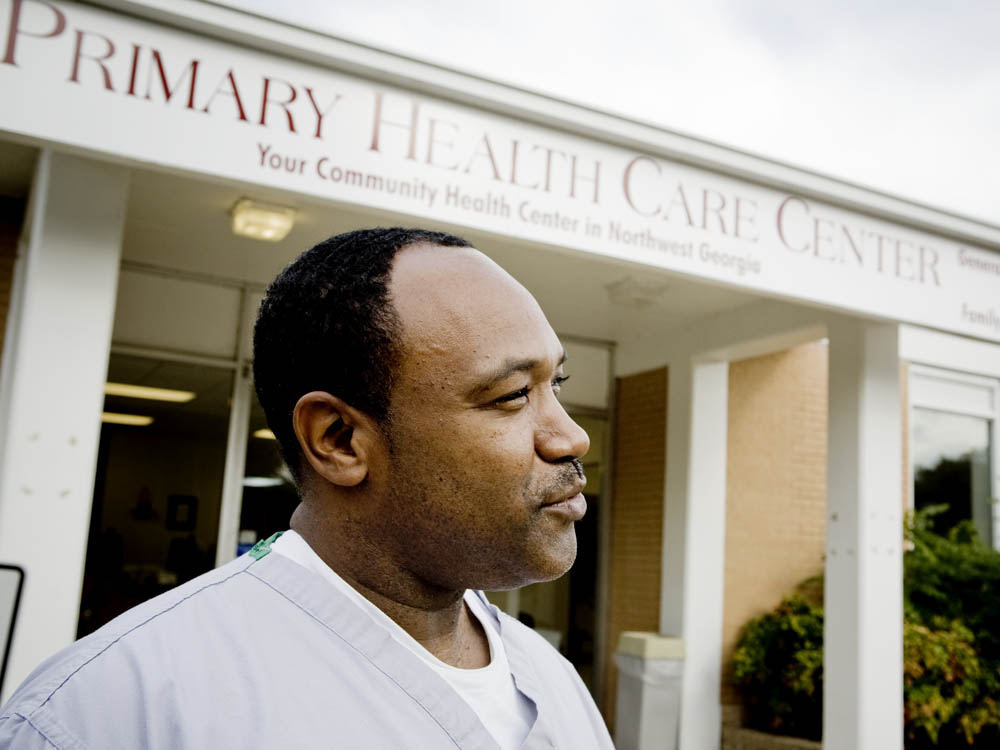 PRIMARY HEALTH CARE CENTER
Your Community Health Center in Northwest Georgia